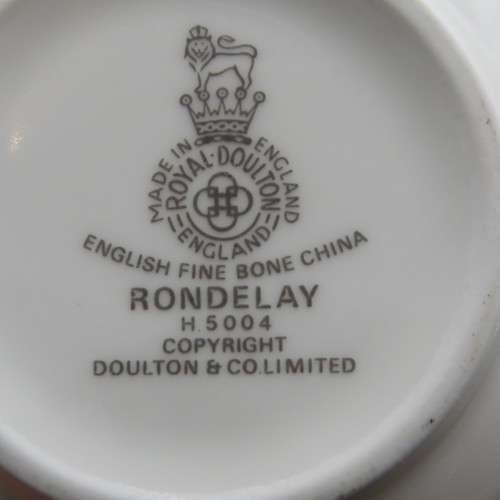 MADE IN ENGLAND
ROYAL·DOULTON
ENGLAND
ENGLISH FINE BONE CHINA
RONDELAY
H.5004
COPYRIGHT
DOULTON & CO.LIMITED